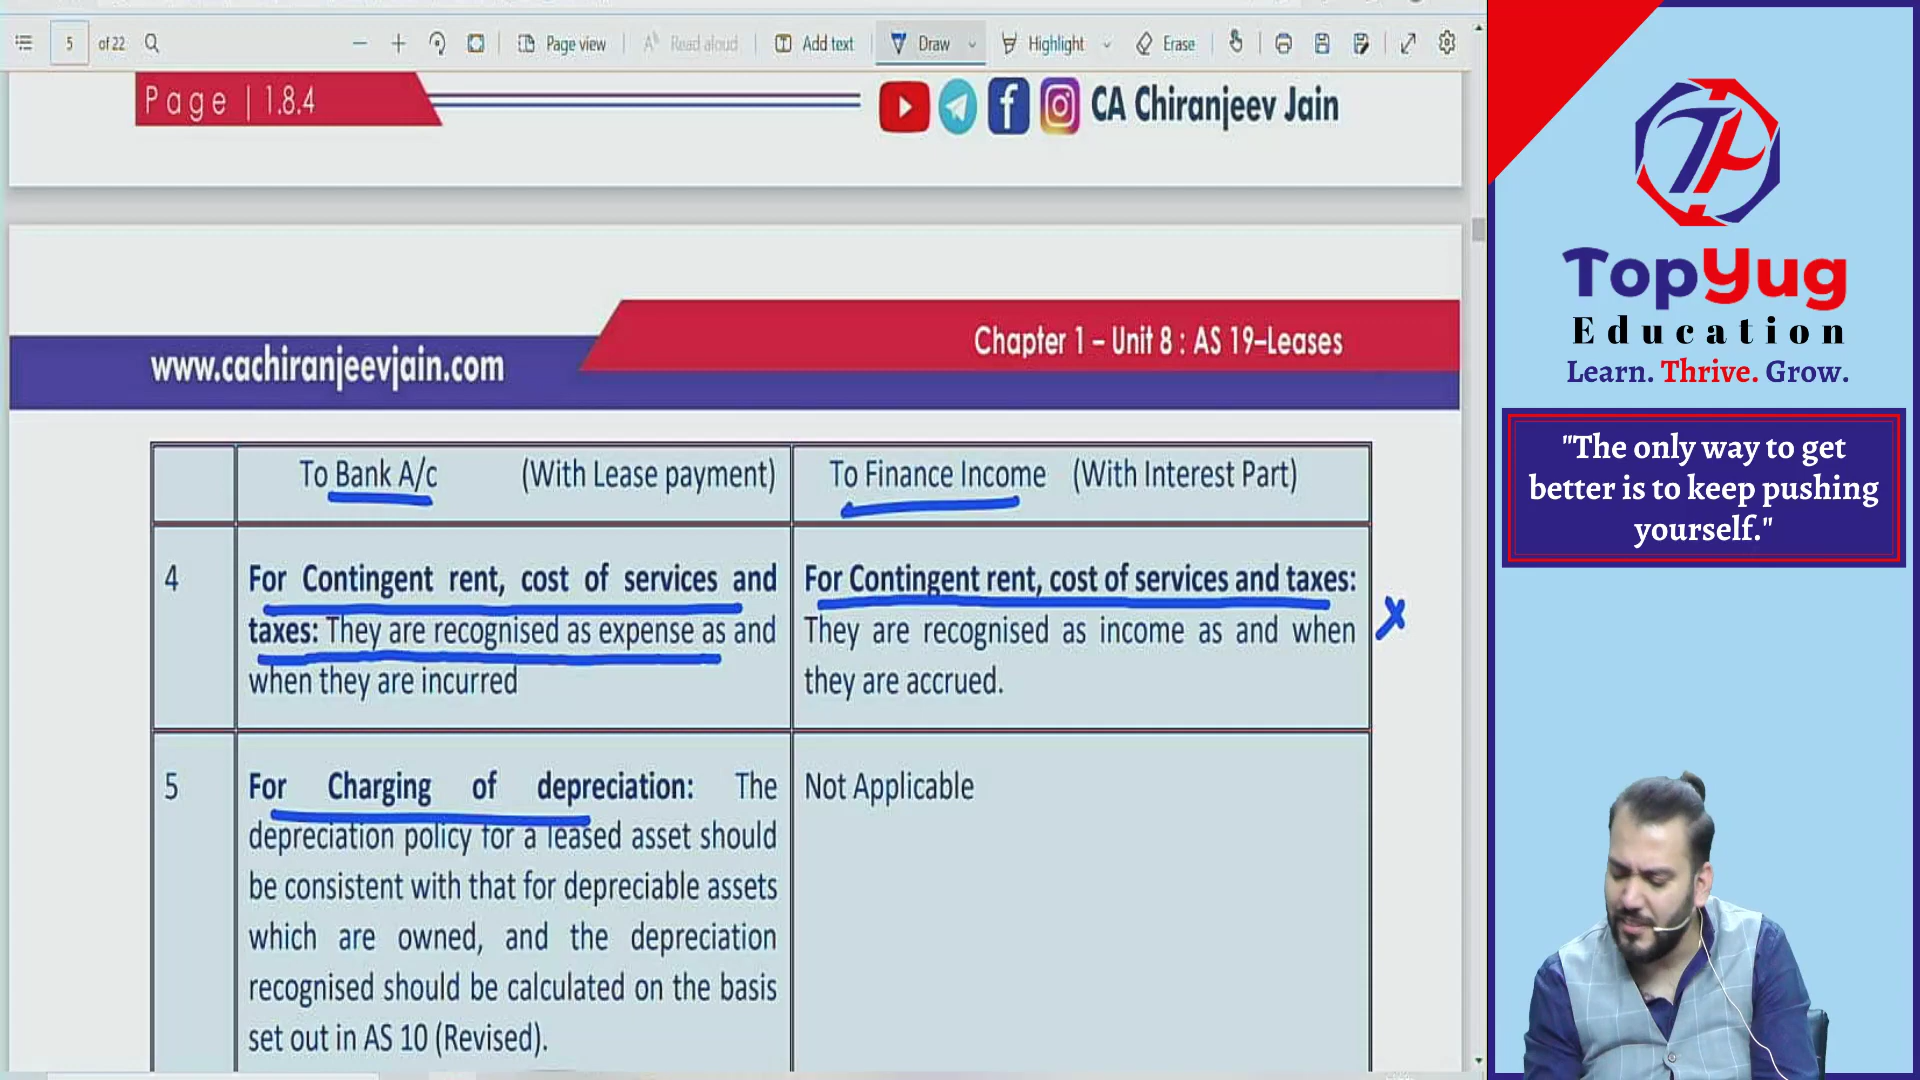 5 of 22 Page view Read aloud Add text Draw Highlight Erase
Page | 1.8.4
CA Chiranjeev Jain
www.cachiranjeevjain.com
Chapter 1 – Unit 8 : AS 19–Leases
To Bank A/c (With Lease payment)
To Finance Income (With Interest Part)
4
For Contingent rent, cost of services and
taxes: They are recognised as expense as and
when they are incurred
For Contingent rent, cost of services and taxes:
They are recognised as income as and when
they are accrued.
5
For Charging of depreciation: The
depreciation policy for a leased asset should
be consistent with that for depreciable assets
which are owned, and the depreciation
recognised should be calculated on the basis
set out in AS 10 (Revised).
Not Applicable
TopYug
Education
Learn. Thrive. Grow.
"The only way to get
better is to keep pushing
yourself."